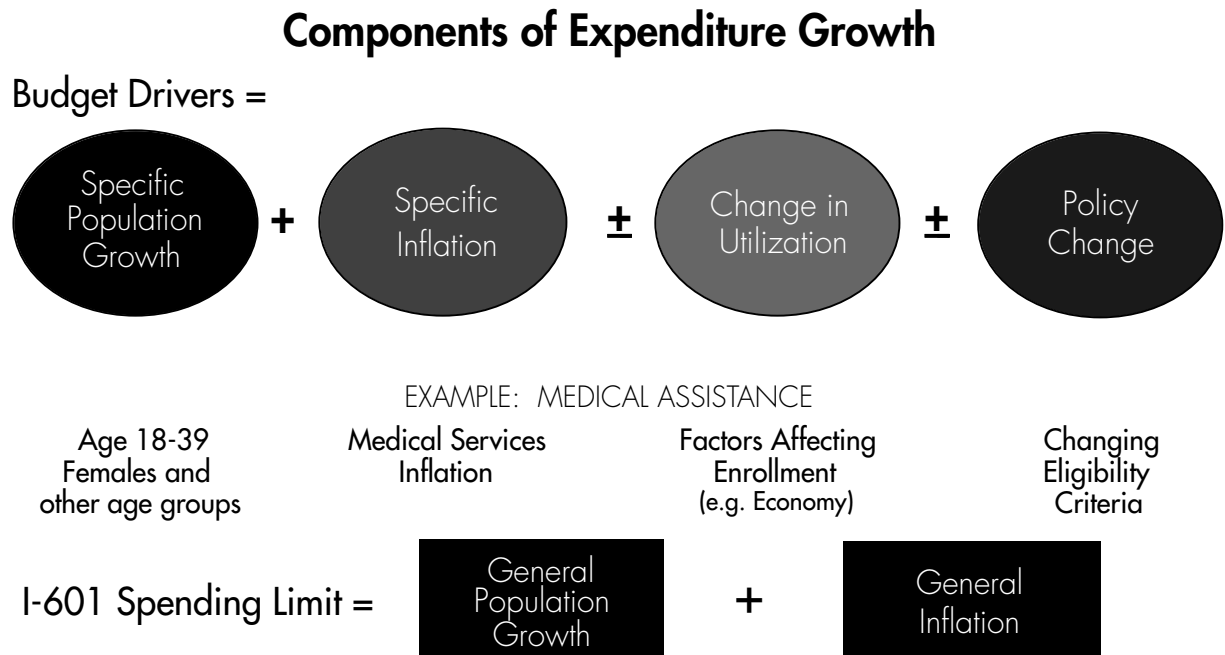 Components of Expenditure Growth
Budget Drivers =
Specific
Population
Growth
+
Specific
Inflation
±
Change in
Utilization
±
Policy
Change
EXAMPLE: MEDICAL ASSISTANCE
Age 18-39
Females and
other age groups
Medical Services
Inflation
Factors Affecting
Enrollment
(e.g. Economy)
Changing
Eligibility
Criteria
I-601 Spending Limit =
General
Population
Growth
+
General
Inflation